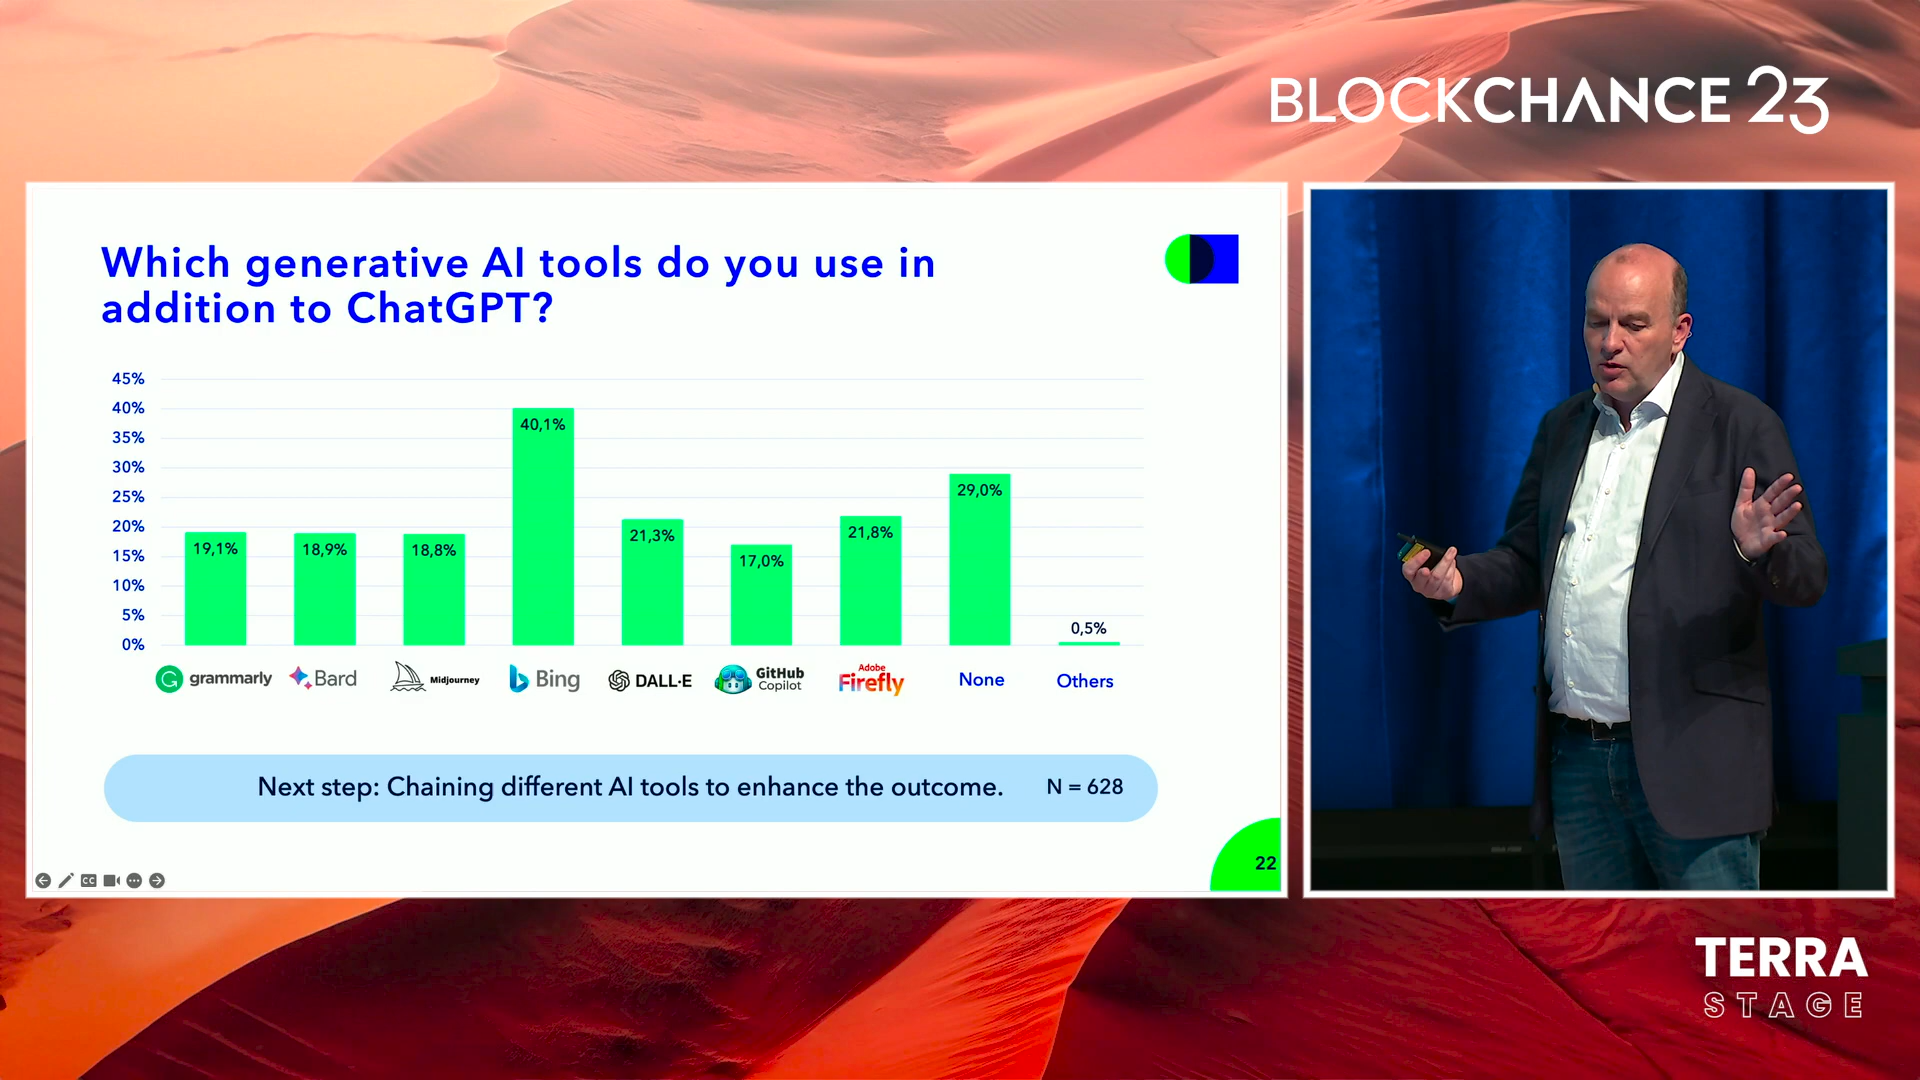 BLOCKCHANCE 23
Which generative AI tools do you use in
addition to ChatGPT?
45%
40%
35%
30%
25%
20%
15%
10%
5%
0%
19,1%
18,9%
18,8%
40,1%
21,3%
17,0%
21,8%
29,0%
0,5%
grammarly
Bard
Midjourney
Bing
DALL·E
GitHub
Copilot
Adobe
Firefly
None
Others
Next step: Chaining different AI tools to enhance the outcome.
N = 628
22
CC
TERRA
STAGE